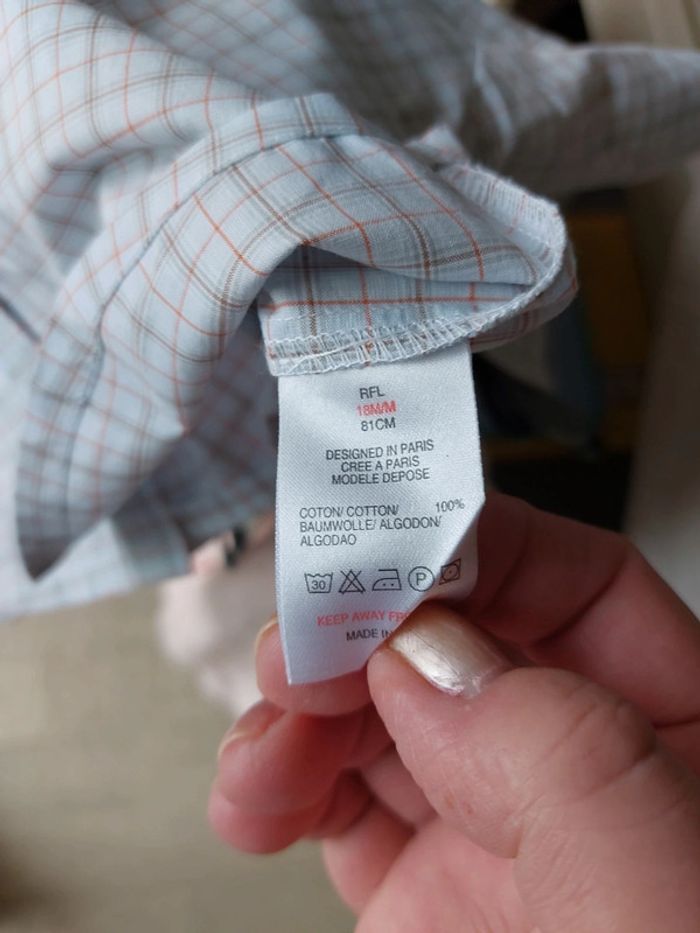 RFL
18M/M
81CM
DESIGNED IN PARIS
CREE A PARIS
MODELE DEPOSE
COTON/ COTTON/ 100%
BAUMWOLLE/ ALGODON/
ALGODAO
30 P
KEEP AWAY
MADE IN